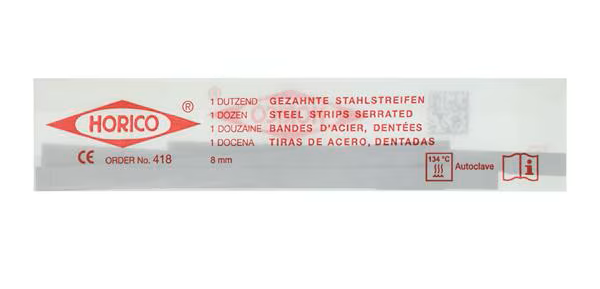 HORICO ®
1 DUTZEND GEZAHNTE STAHLSTREIFEN
1 DOZEN STEEL STRIPS SERRATED
1 DOUZAINE BANDES D'ACIER, DENTÉES
1 DOCENA TIRAS DE ACERO, DENTADAS
CE ORDER No. 418 8 mm
134 °C Autoclave i